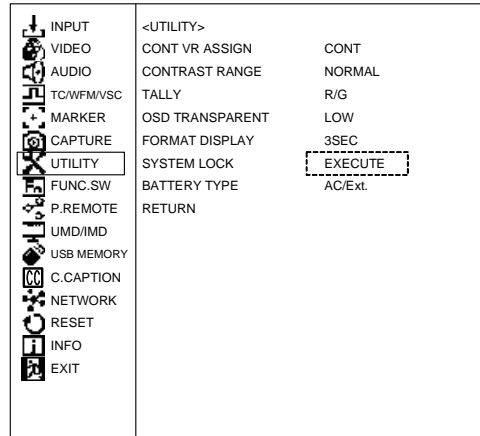 INPUT
VIDEO
AUDIO
TC/WFM/VSC
MARKER
CAPTURE
UTILITY
Fn FUNC.SW
P.REMOTE
UMD/IMD
USB MEMORY
CC C.CAPTION
NETWORK
RESET
i INFO
EXIT
<UTILITY>
CONT VR ASSIGN CONT
CONTRAST RANGE NORMAL
TALLY R/G
OSD TRANSPARENT LOW
FORMAT DISPLAY 3SEC
SYSTEM LOCK EXECUTE
BATTERY TYPE AC/Ext.
RETURN